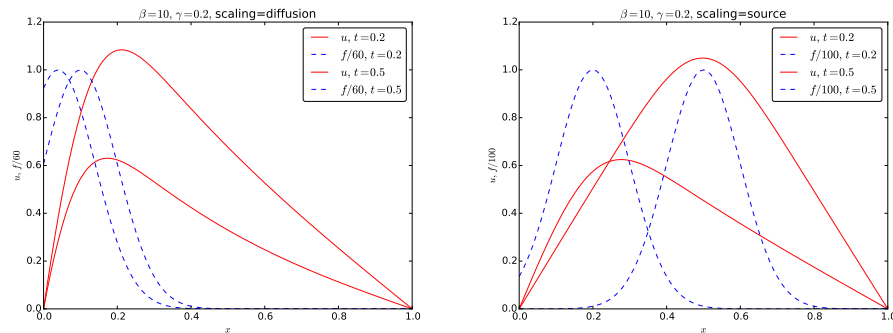 β=10, γ=0.2, scaling=diffusion
1.2
1.0
0.8
0.6
0.4
0.2
0.0
u, f/60
0.0 0.2 0.4 0.6 0.8 1.0
x
u, t=0.2
f/60, t=0.2
u, t=0.5
f/60, t=0.5
β=10, γ=0.2, scaling=source
1.2
1.0
0.8
0.6
0.4
0.2
0.0
u, f/100
0.0 0.2 0.4 0.6 0.8 1.0
x
u, t=0.2
f/100, t=0.2
u, t=0.5
f/100, t=0.5